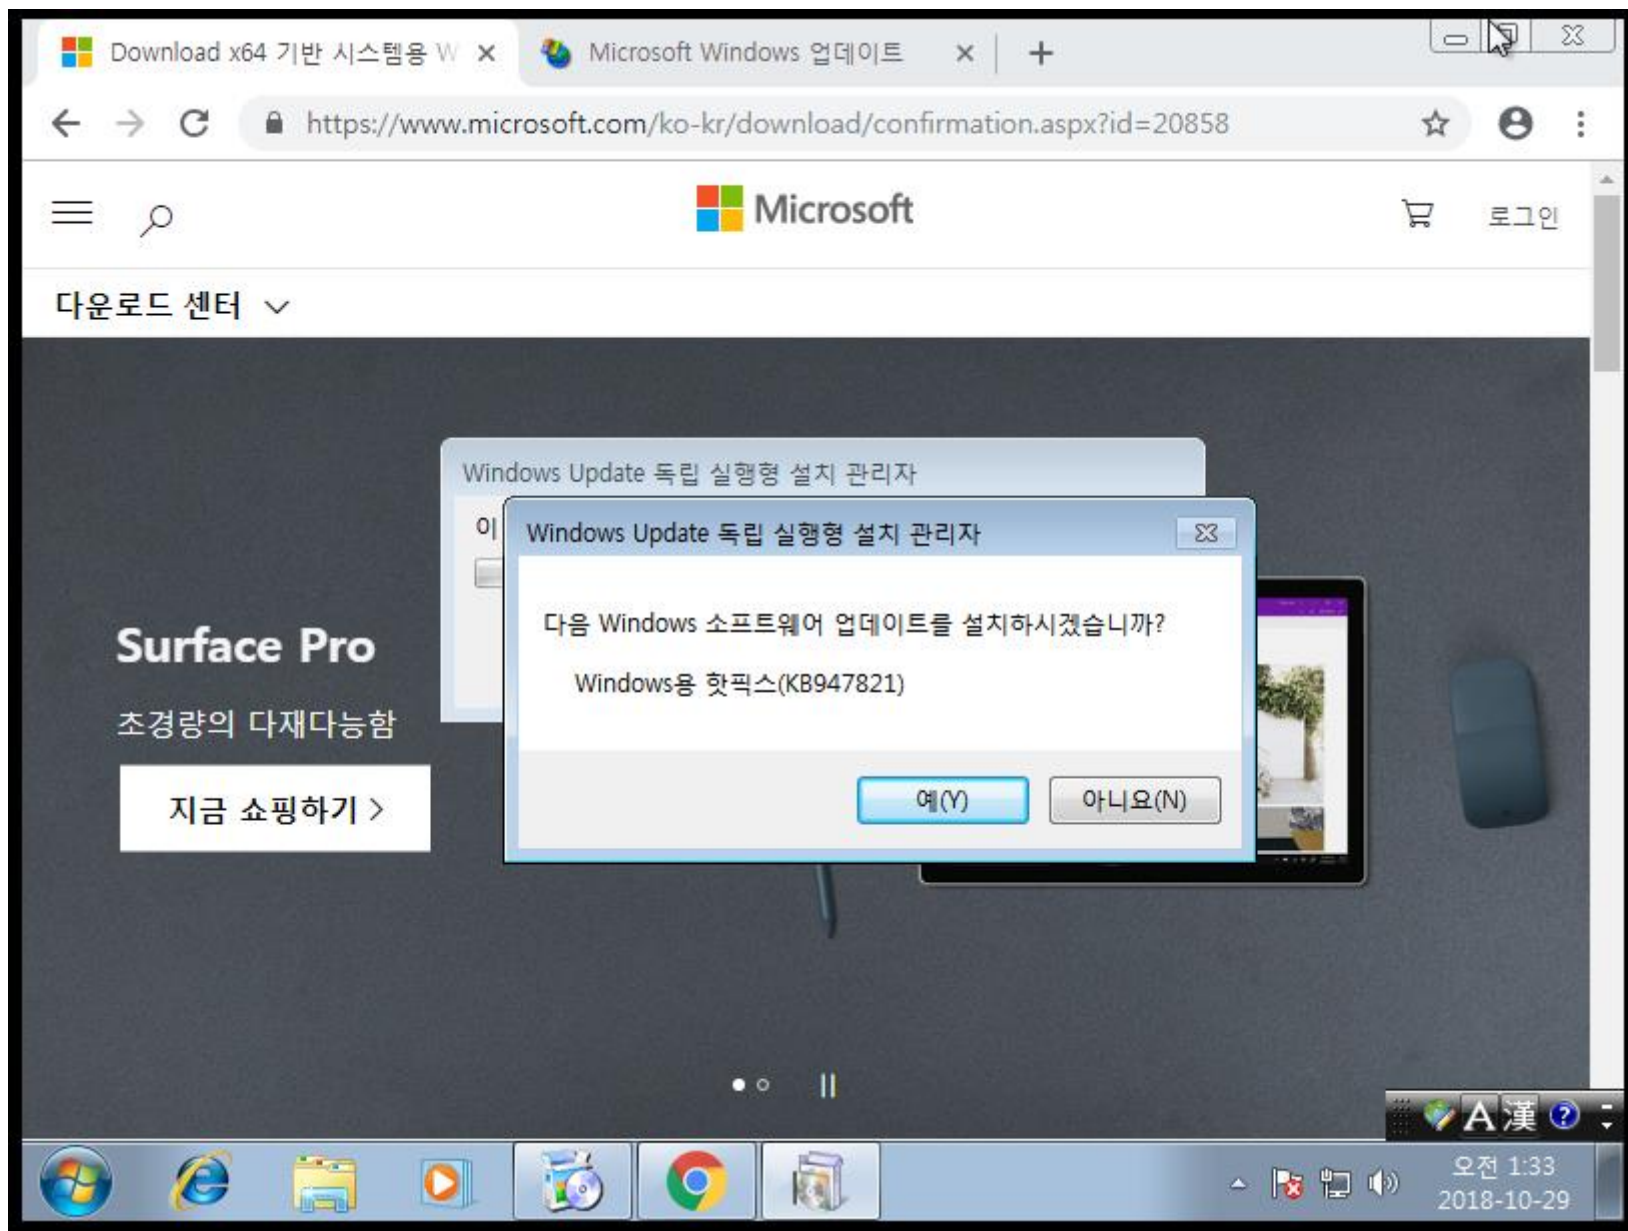 Download x64 기반 시스템용 W
Microsoft Windows 업데이트
https://www.microsoft.com/ko-kr/download/confirmation.aspx?id=20858
Microsoft
로그인
다운로드 센터
Windows Update 독립 실행형 설치 관리자
이
Windows Update 독립 실행형 설치 관리자
다음 Windows 소프트웨어 업데이트를 설치하시겠습니까?
Windows용 핫픽스(KB947821)
예(Y) 아니요(N)
Surface Pro
초경량의 다재다능함
지금 쇼핑하기
A 漢
오전 1:33
2018-10-29